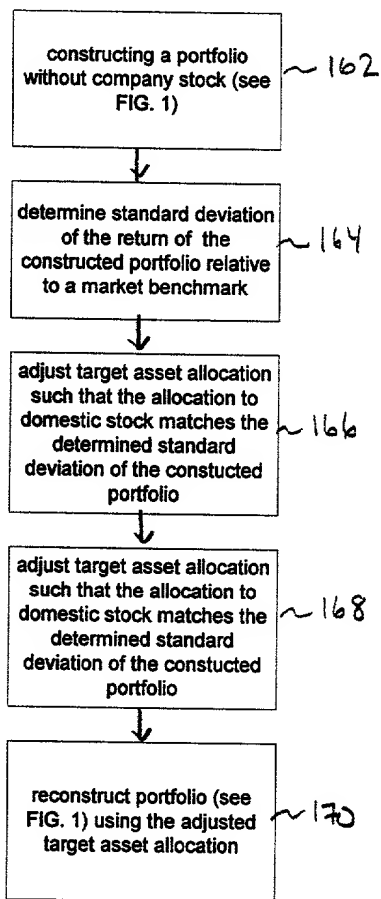 constructing a portfolio
without company stock (see
FIG. 1)
~ 162
determine standard deviation
of the return of the
constructed portfolio relative
to a market benchmark
~ 164
adjust target asset allocation
such that the allocation to
domestic stock matches the
determined standard
deviation of the constucted
portfolio
~ 166
adjust target asset allocation
such that the allocation to
domestic stock matches the
determined standard
deviation of the constucted
portfolio
~ 168
reconstruct portfolio (see
FIG. 1) using the adjusted
target asset allocation
~ 170